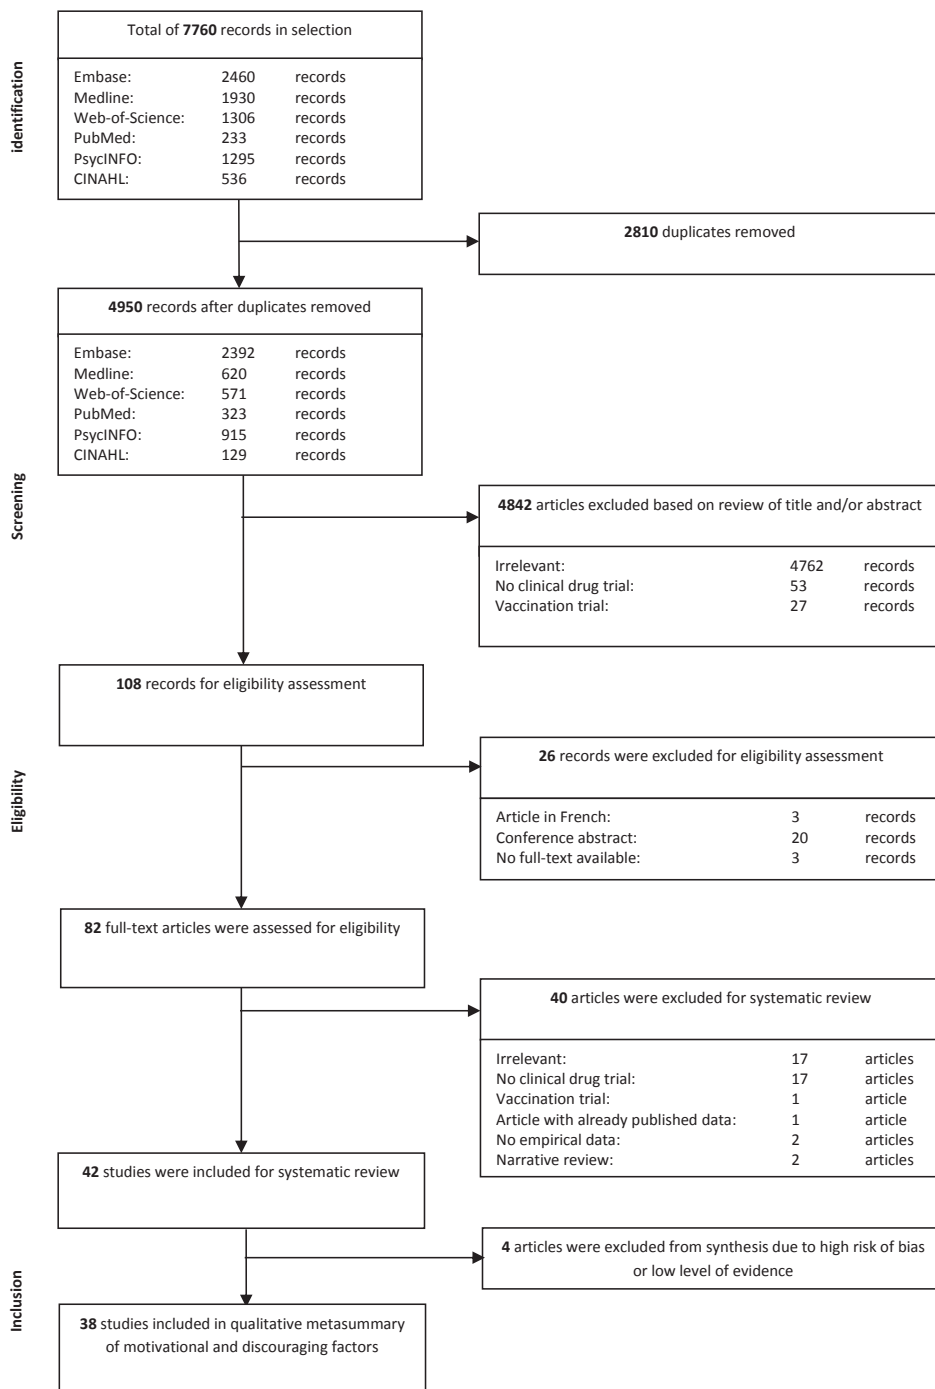 identification
Total of 7760 records in selection
Embase: 2460 records
Medline: 1930 records
Web-of-Science: 1306 records
PubMed: 233 records
PsycINFO: 1295 records
CINAHL: 536 records
2810 duplicates removed
Screening
4950 records after duplicates removed
Embase: 2392 records
Medline: 620 records
Web-of-Science: 571 records
PubMed: 323 records
PsycINFO: 915 records
CINAHL: 129 records
4842 articles excluded based on review of title and/or abstract
Irrelevant: 4762 records
No clinical drug trial: 53 records
Vaccination trial: 27 records
108 records for eligibility assessment
Eligibility
26 records were excluded for eligibility assessment
Article in French: 3 records
Conference abstract: 20 records
No full-text available: 3 records
82 full-text articles were assessed for eligibility
40 articles were excluded for systematic review
Irrelevant: 17 articles
No clinical drug trial: 17 articles
Vaccination trial: 1 article
Article with already published data: 1 article
No empirical data: 2 articles
Narrative review: 2 articles
42 studies were included for systematic review
Inclusion
4 articles were excluded from synthesis due to high risk of bias
or low level of evidence
38 studies included in qualitative metasummary
of motivational and discouraging factors